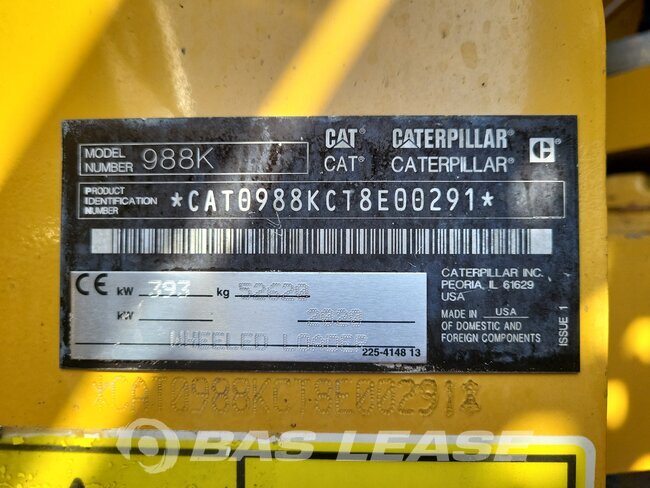 CAT® CATERPILLAR®
MODEL NUMBER 988K CAT® CATERPILLAR® C
PRODUCT IDENTIFICATION NUMBER *CAT0988KCT8E00291*
CE kW 393 kg 52620
kW 2020
WHEELED LOADER
225-4148 13
CATERPILLAR INC.
PEORIA, IL 61629
USA
MADE IN USA
OF DOMESTIC AND
FOREIGN COMPONENTS
ISSUE 1
*CAT0988KCT8E00291*
BAS LEASE